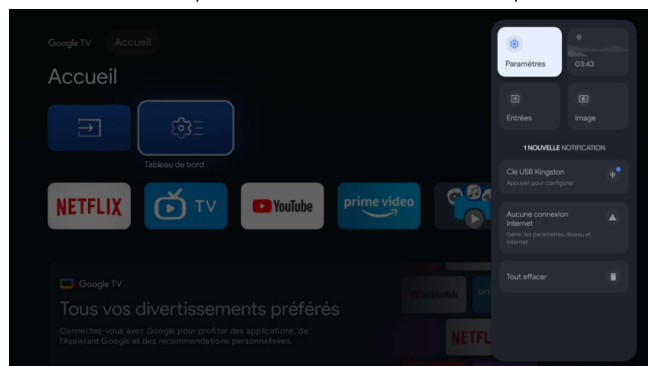 Google TV
Accueil
Accueil
Tableau de bord
NETFLIX
TV
YouTube
prime video
Google TV
Tous vos divertissements préférés
Connectez-vous avec Google pour profiter des applications, de
l'Assistant Google et des recommandations personnalisées.
NETFL
Paramètres
03:43
Entrées
Image
1 NOUVELLE NOTIFICATION
Clé USB Kingston
Appuyer pour configurer
Aucune connexion
Internet
Gérer les paramètres réseau et
Internet
Tout effacer